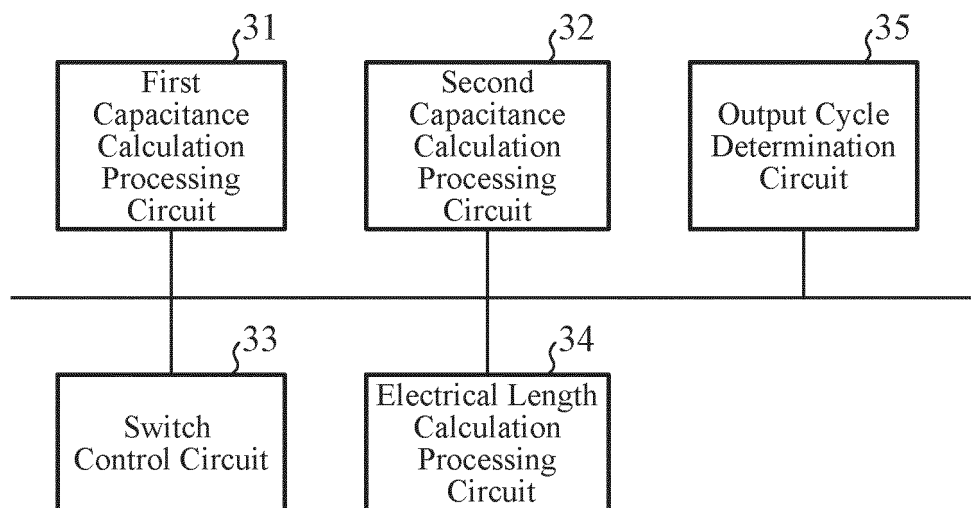 31
First
Capacitance
Calculation
Processing
Circuit
32
Second
Capacitance
Calculation
Processing
Circuit
35
Output Cycle
Determination
Circuit
33
Switch
Control Circuit
34
Electrical Length
Calculation
Processing
Circuit